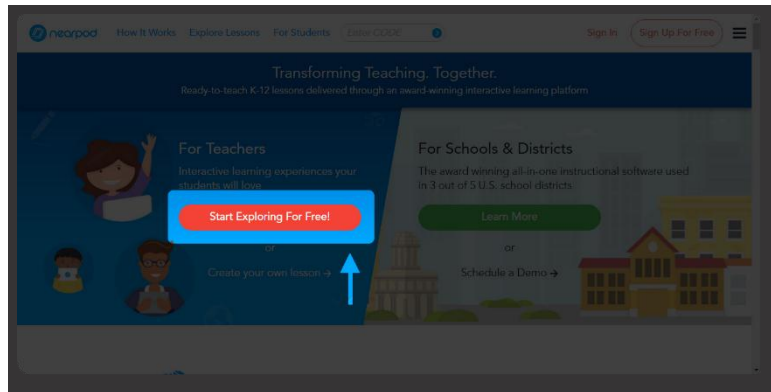 nearpod How It Works Explore Lessons For Students Enter CODE Sign In Sign Up For Free
Transforming Teaching. Together.
Ready-to-teach K-12 lessons delivered through an award-winning interactive learning platform
For Teachers
Interactive learning experiences your
students will love
Start Exploring For Free!
or
Create your own lesson →
For Schools & Districts
The award winning all-in-one instructional software used
in 3 out of 5 U.S. school districts
Learn More
or
Schedule a Demo →